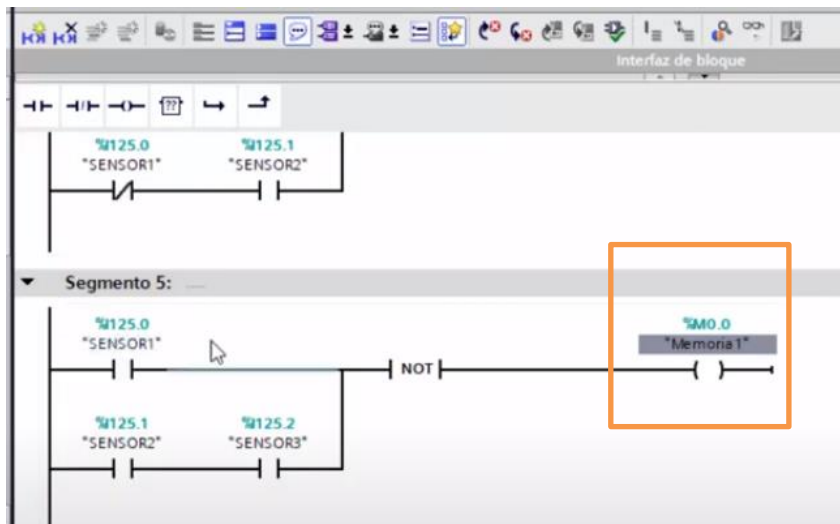 Interfaz de bloque
??
%I125.0 %I125.1
"SENSOR1" "SENSOR2"
Segmento 5:
%I125.0 %M0.0
"SENSOR1" "Memoria1"
NOT
%I125.1 %I125.2
"SENSOR2" "SENSOR3"